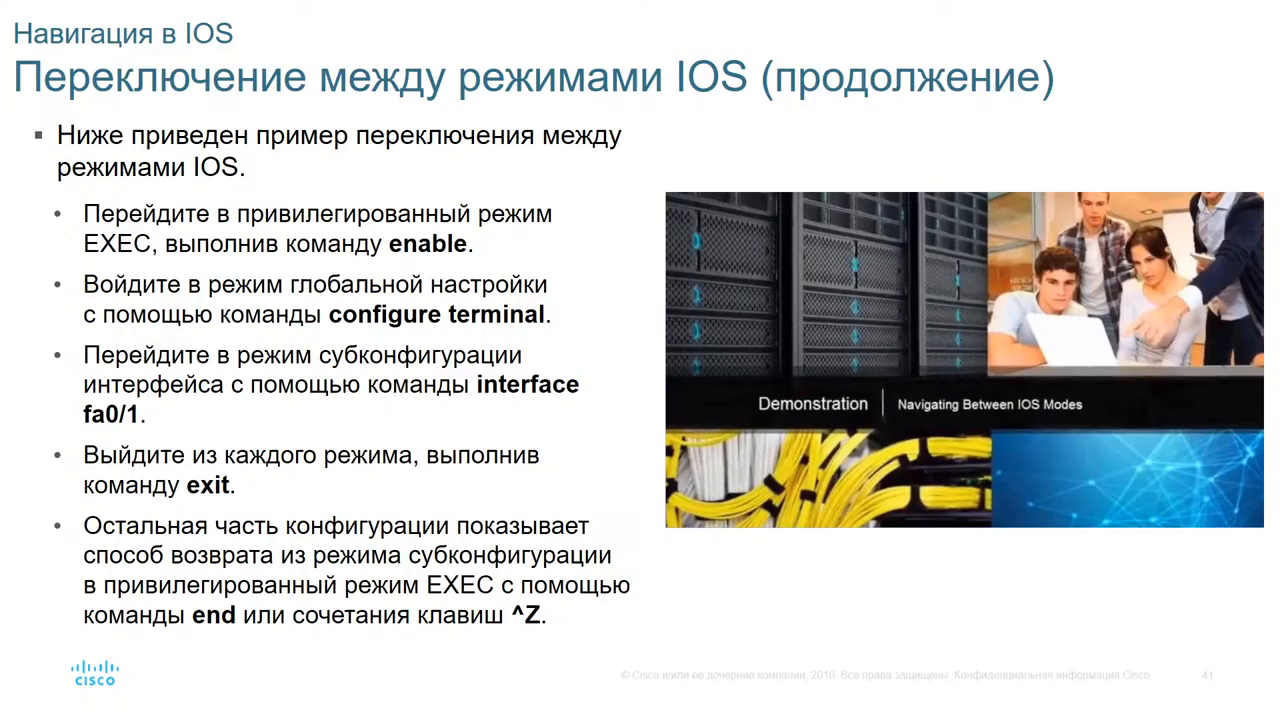 Навигация в IOS
Переключение между режимами IOS (продолжение)
▪ Ниже приведен пример переключения между
режимами IOS.
• Перейдите в привилегированный режим
EXEC, выполнив команду enable.
• Войдите в режим глобальной настройки
с помощью команды configure terminal.
• Перейдите в режим субконфигурации
интерфейса с помощью команды interface
fa0/1.
• Выйдите из каждого режима, выполнив
команду exit.
• Остальная часть конфигурации показывает
способ возврата из режима субконфигурации
в привилегированный режим EXEC с помощью
команды end или сочетания клавиш ^Z.
Demonstration | Navigating Between IOS Modes
CISCO
© Cisco и/или ее дочерние компании, 2016. Все права защищены. Конфиденциальная информация Cisco
41